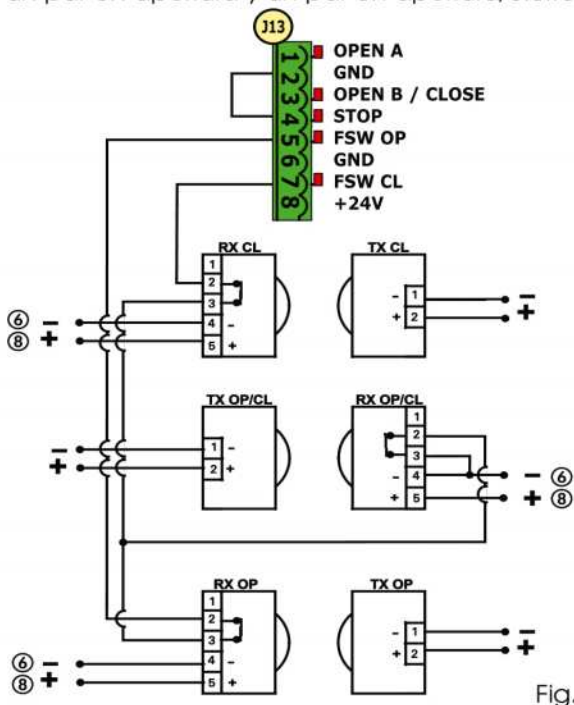 J13
1 OPEN A
2 GND
3 OPEN B / CLOSE
4 STOP
5 FSW OP
6 GND
7 FSW CL
8 +24V
RX CL
1
2
3
4 -
5 +
⑥ -
⑧ +
TX CL
- 1 -
+ 2 +
TX OP/CL
- 1 -
+ 2 +
RX OP/CL
1
2
3
- 4 - ⑥
+ 5 + ⑧
RX OP
1
2
3
4 -
5 +
⑥ -
⑧ +
TX OP
- 1 -
+ 2 +
Fig.